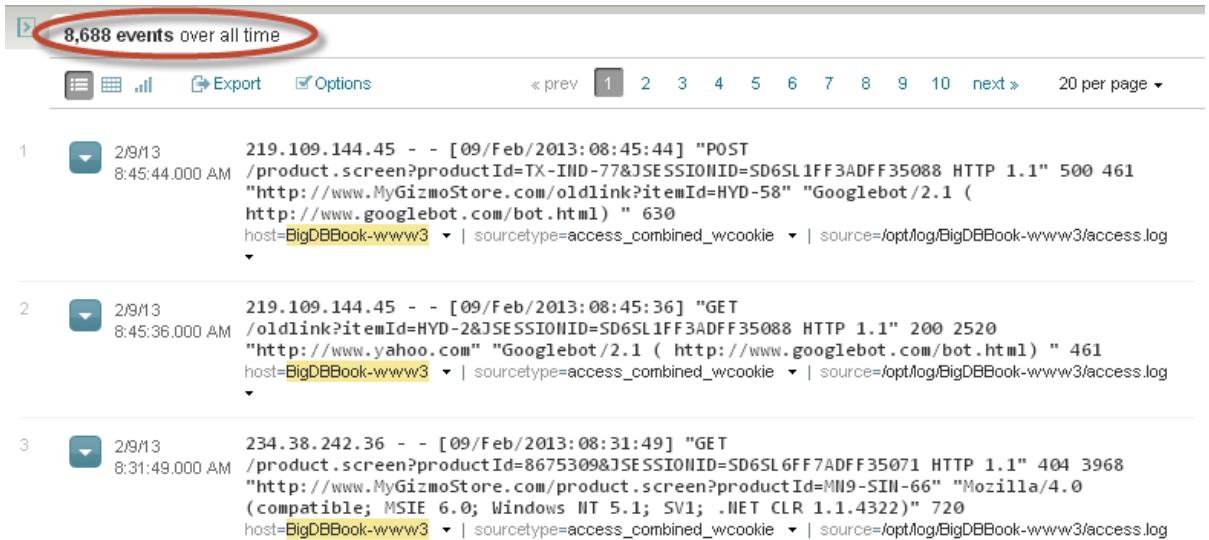 8,688 events over all time
Export Options « prev 1 2 3 4 5 6 7 8 9 10 next » 20 per page
1 2/9/13 219.109.144.45 - - [09/Feb/2013:08:45:44] "POST
8:45:44.000 AM /product.screen?productId=TX-IND-77&JSESSIONID=SD6SL1FF3ADFF35088 HTTP 1.1" 500 461
"http://www.MyGizmoStore.com/oldlink?itemId=HYD-58" "Googlebot/2.1 (
http://www.googlebot.com/bot.html) " 630
host=BigDBBook-www3 | sourcetype=access_combined_wcookie | source=/opt/log/BigDBBook-www3/access.log
2 2/9/13 219.109.144.45 - - [09/Feb/2013:08:45:36] "GET
8:45:36.000 AM /oldlink?itemId=HYD-2&JSESSIONID=SD6SL1FF3ADFF35088 HTTP 1.1" 200 2520
"http://www.yahoo.com" "Googlebot/2.1 ( http://www.googlebot.com/bot.html) " 461
host=BigDBBook-www3 | sourcetype=access_combined_wcookie | source=/opt/log/BigDBBook-www3/access.log
3 2/9/13 234.38.242.36 - - [09/Feb/2013:08:31:49] "GET
8:31:49.000 AM /product.screen?productId=8675309&JSESSIONID=SD6SL6FF7ADFF35071 HTTP 1.1" 404 3968
"http://www.MyGizmoStore.com/product.screen?productId=MN9-SIN-66" "Mozilla/4.0
(compatible; MSIE 6.0; Windows NT 5.1; SV1; .NET CLR 1.1.4322)" 720
host=BigDBBook-www3 | sourcetype=access_combined_wcookie | source=/opt/log/BigDBBook-www3/access.log